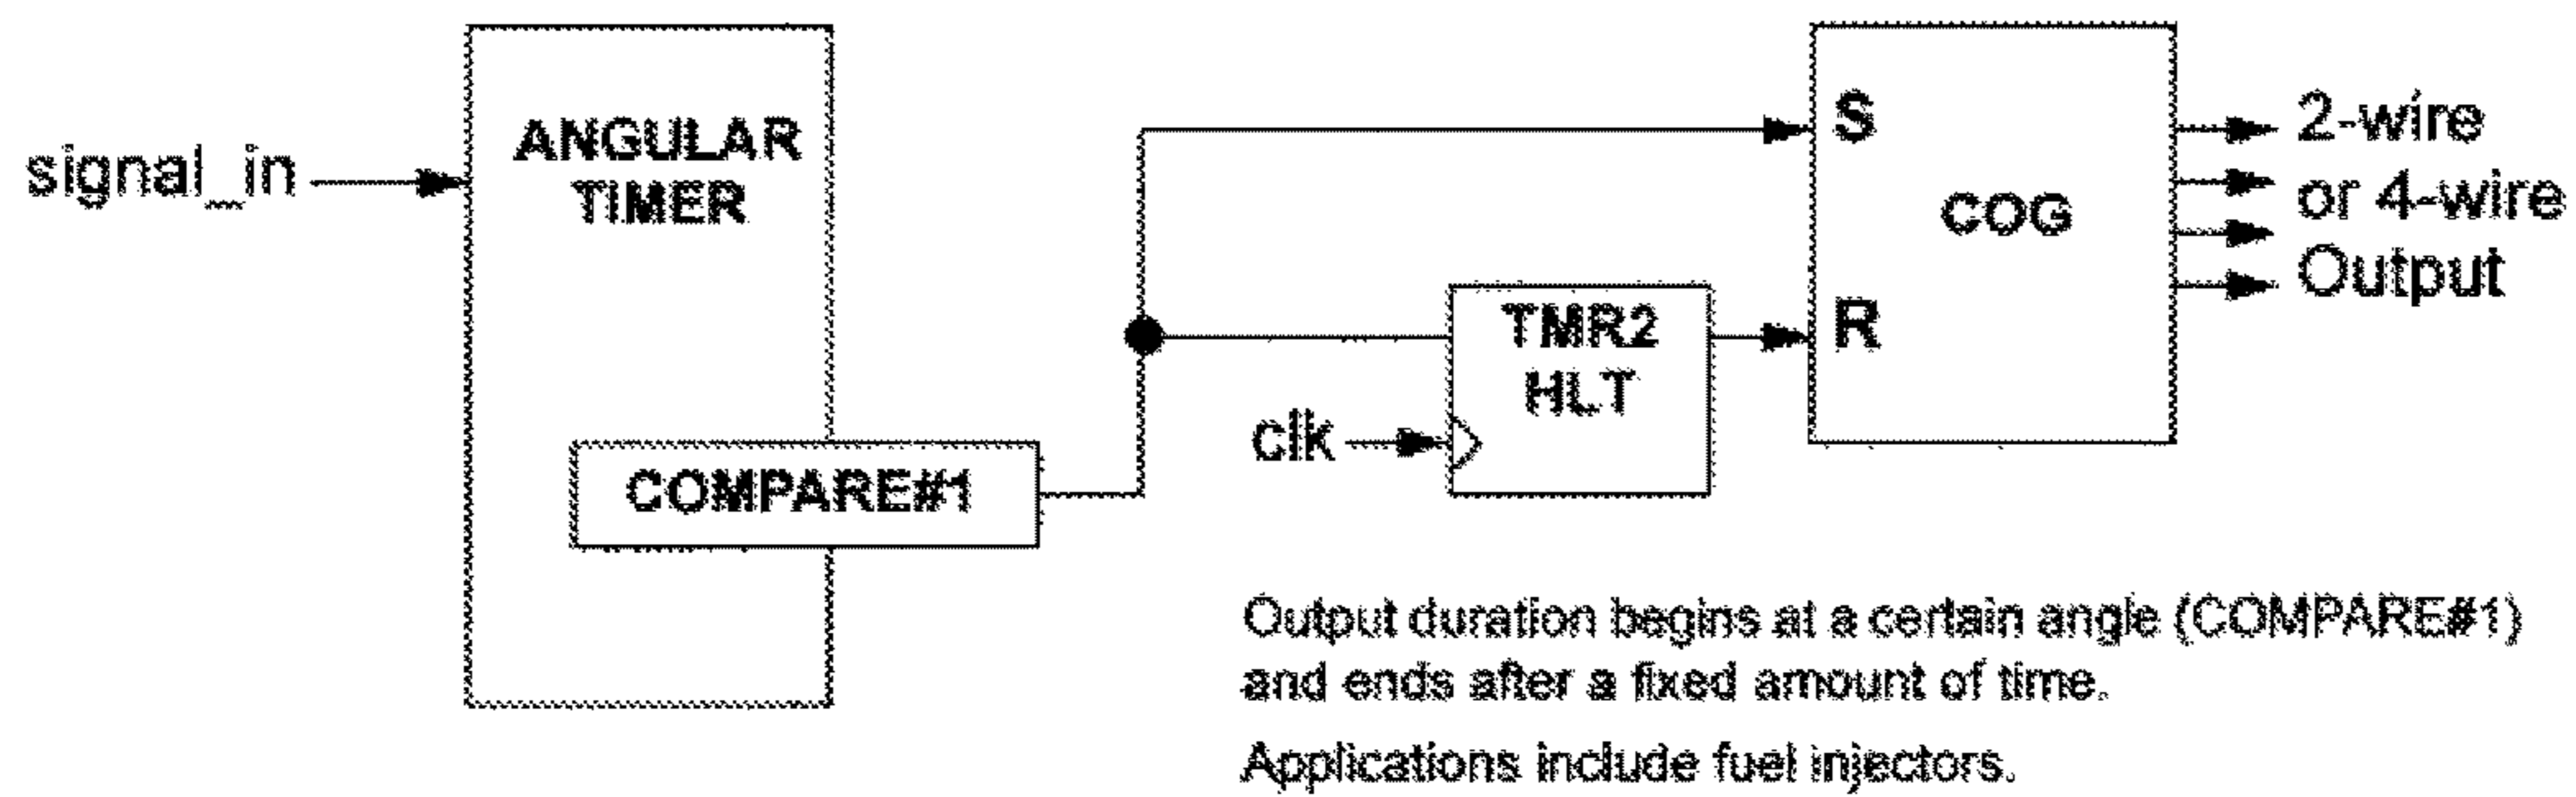 signal_in
ANGULAR
TIMER
COMPARE#1
clk
TMR2
HLT
S
R
COG
2-wire
or 4-wire
Output
Output duration begins at a certain angle (COMPARE#1)
and ends after a fixed amount of time.
Applications include fuel injectors.